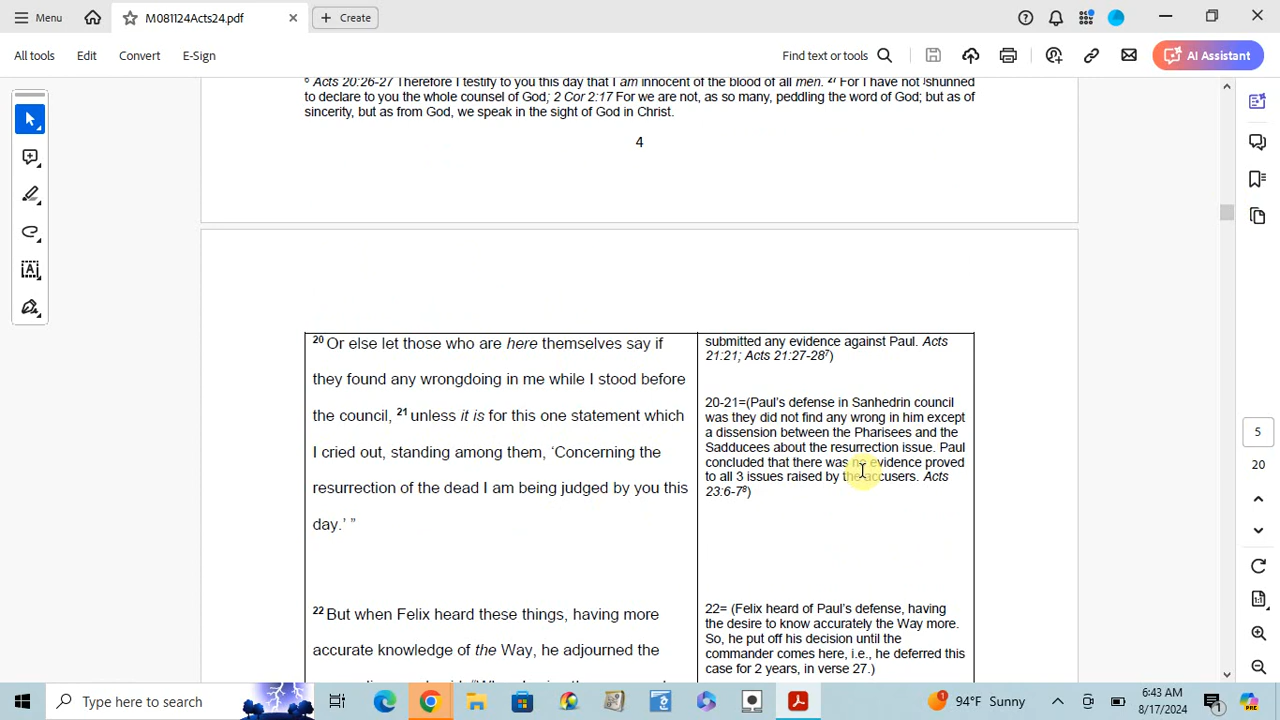 Menu
M081124Acts24.pdf
Create
All tools
Edit
Convert
E-Sign
Find text or tools
AI Assistant
6 Acts 20:26-27 Therefore I testify to you this day that I am innocent of the blood of all men. 27 For I have not shunned
to declare to you the whole counsel of God; 2 Cor 2:17 For we are not, as so many, peddling the word of God; but as of
sincerity, but as from God, we speak in the sight of God in Christ.
4
20 Or else let those who are here themselves say if
they found any wrongdoing in me while I stood before
the council, 21 unless it is for this one statement which
I cried out, standing among them, ‘Concerning the
resurrection of the dead I am being judged by you this
day.’ ”
22 But when Felix heard these things, having more
accurate knowledge of the Way, he adjourned the
submitted any evidence against Paul. Acts
21:21; Acts 21:27-287)
20-21=(Paul’s defense in Sanhedrin council
was they did not find any wrong in him except
a dissension between the Pharisees and the
Sadducees about the resurrection issue. Paul
concluded that there was no evidence proved
to all 3 issues raised by the accusers. Acts
23:6-78)
22= (Felix heard of Paul’s defense, having
the desire to know accurately the Way more.
So, he put off his decision until the
commander comes here, i.e., he deferred this
case for 2 years, in verse 27.)
5
20
Type here to search
94°F Sunny
6:43 AM
8/17/2024
1